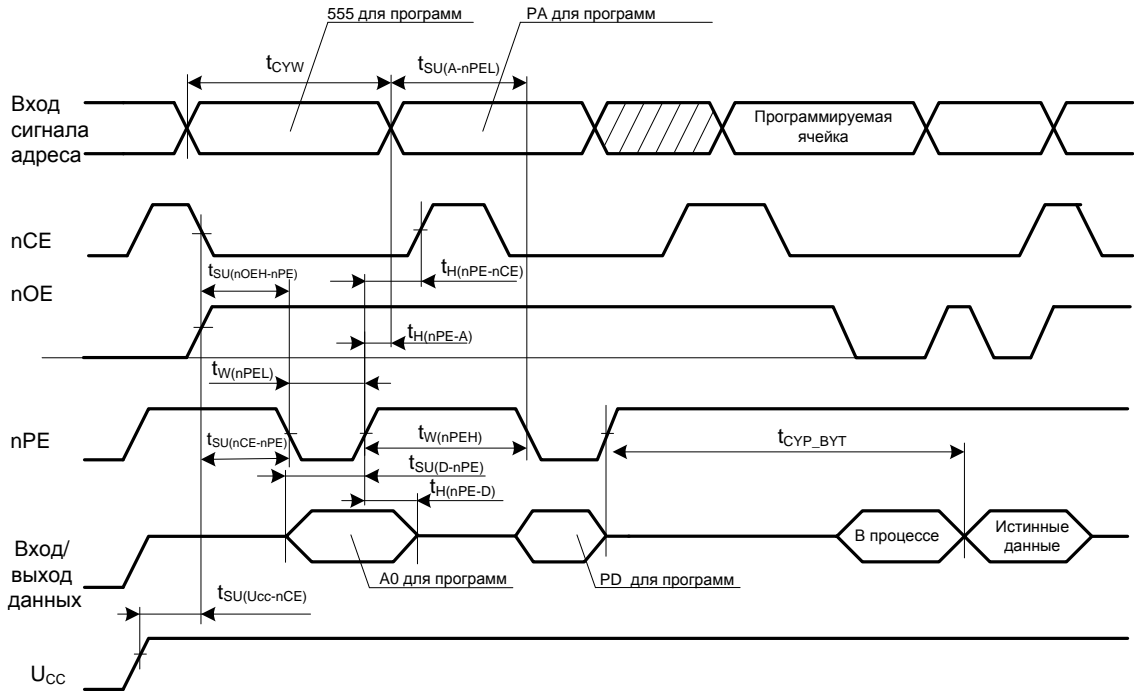 555 для программ
PA для программ
tCYW
tSU(A-nPEL)
Вход
сигнала
адреса
Программируемая
ячейка
nCE
tSU(nOEH-nPE)
tH(nPE-nCE)
nOE
tH(nPE-A)
tW(nPEL)
nPE
tSU(nCE-nPE)
tW(nPEH)
tCYP_BYT
tSU(D-nPE)
tH(nPE-D)
Вход/
выход
данных
В процессе
Истинные
данные
A0 для программ
PD для программ
tSU(Ucc-nCE)
UCC